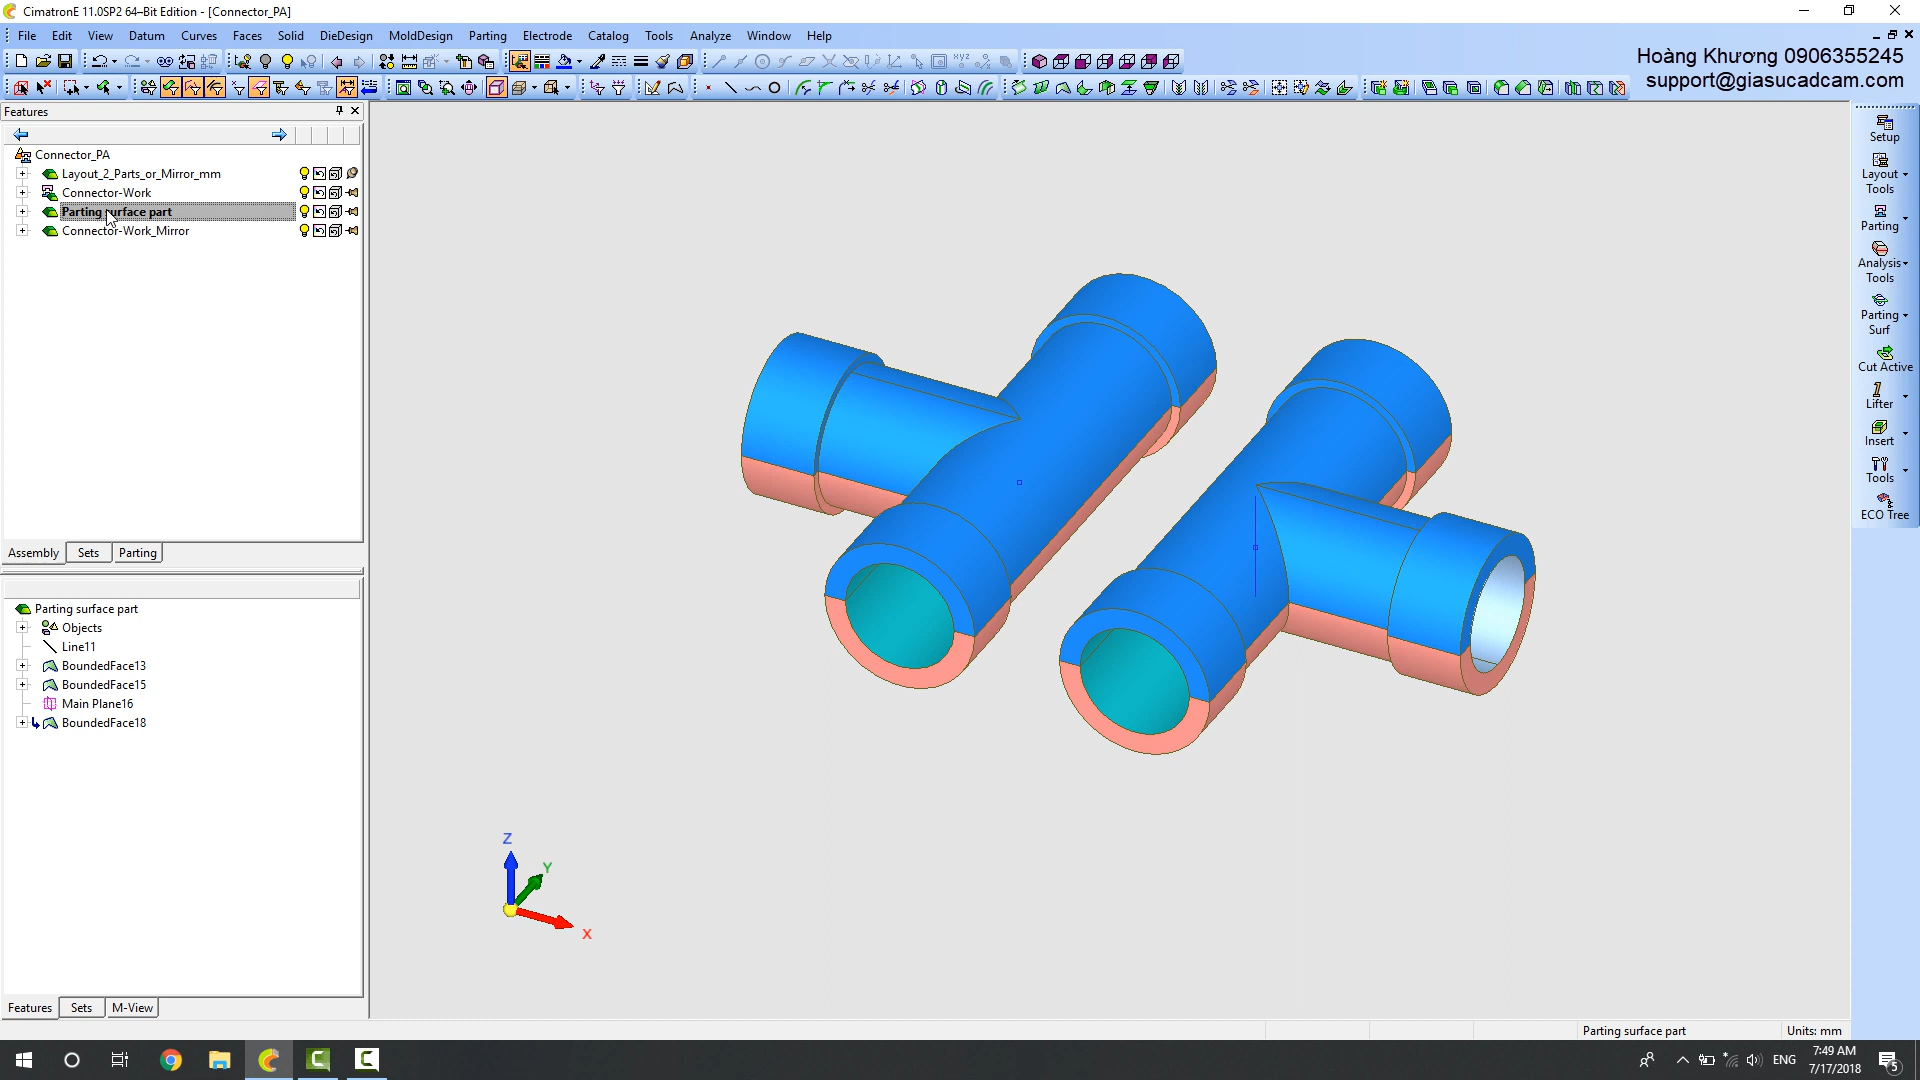 CimatronE 11.0SP2 64–Bit Edition - [Connector_PA]
File Edit View Datum Curves Faces Solid DieDesign MoldDesign Parting Electrode Catalog Tools Analyze Window Help
Hoàng Khương 0906355245
support@giasucadcam.com
Features
Connector_PA
Layout_2_Parts_or_Mirror_mm
Connector-Work
Parting surface part
Connector-Work_Mirror
Assembly Sets Parting
Parting surface part
Objects
Line11
BoundedFace13
BoundedFace15
Main Plane16
BoundedFace18
Features Sets M-View
Z
Y
X
Setup
Layout
Tools
Parting
Analysis
Tools
Parting
Surf
Cut Active
Lifter
Insert
Tools
ECO Tree
Parting surface part
Units: mm
ENG
7:49 AM
7/17/2018
5